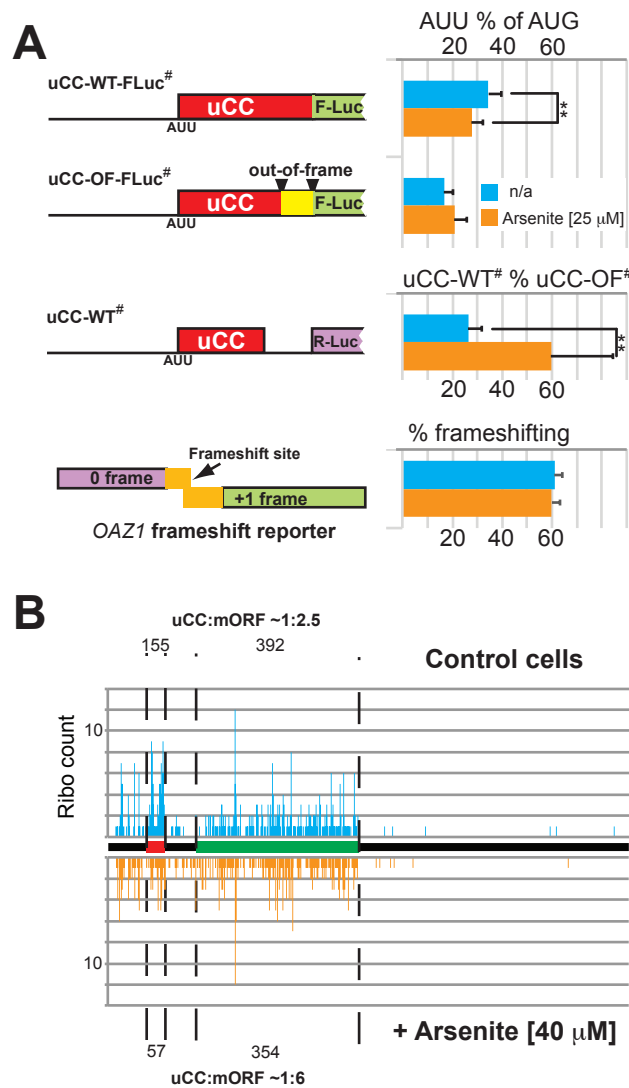 A
AUU % of AUG
20 40 60
uCC-WT-FLuc#
uCC
F-Luc
AUU
**
uCC-OF-FLuc#
out-of-frame
uCC
F-Luc
AUU
n/a
Arsenite [25 µM]
uCC-WT# % uCC-OF#
uCC-WT#
uCC
R-Luc
AUU
**
20 40 60
% frameshifting
Frameshift site
0 frame
+1 frame
OAZ1 frameshift reporter
20 40 60
B
uCC:mORF ~1:2.5
155 392
Control cells
10
Ribo count
10
+ Arsenite [40 µM]
57 354
uCC:mORF ~1:6